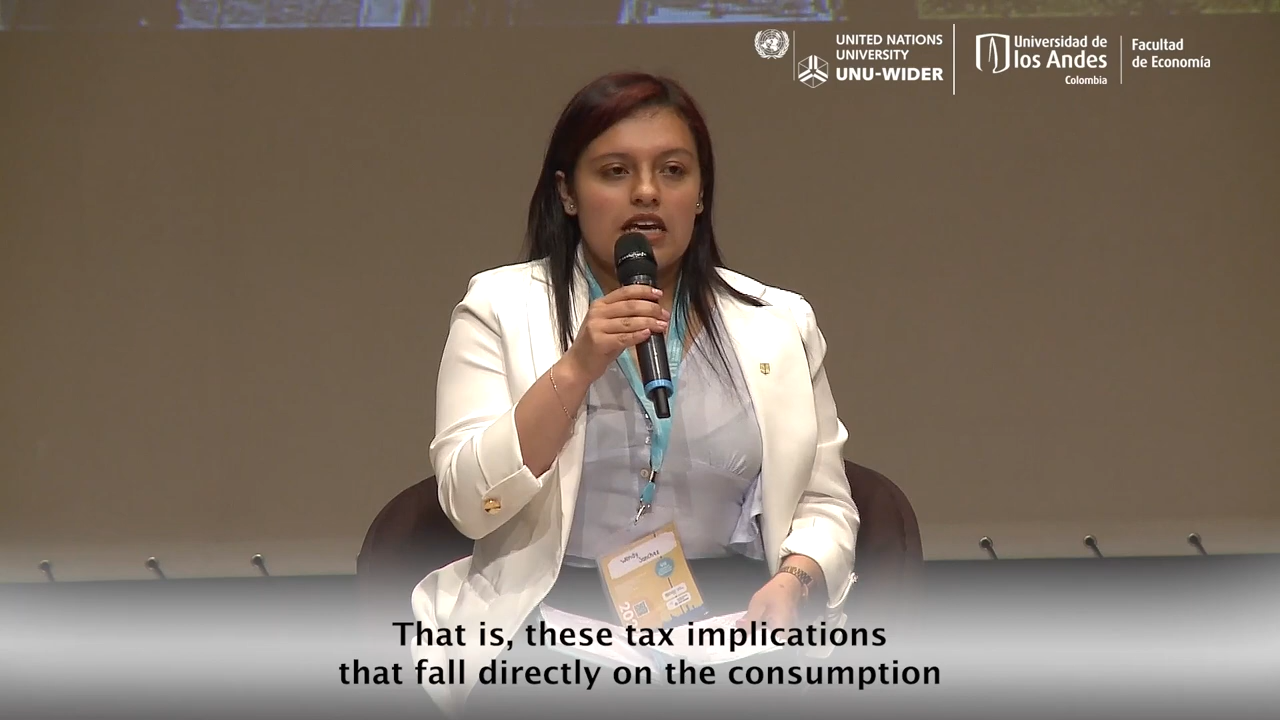 UNITED NATIONS
UNIVERSITY
UNU-WIDER
Universidad de
los Andes
Colombia
Facultad
de Economía
Wendy
That is, these tax implications
that fall directly on the consumption